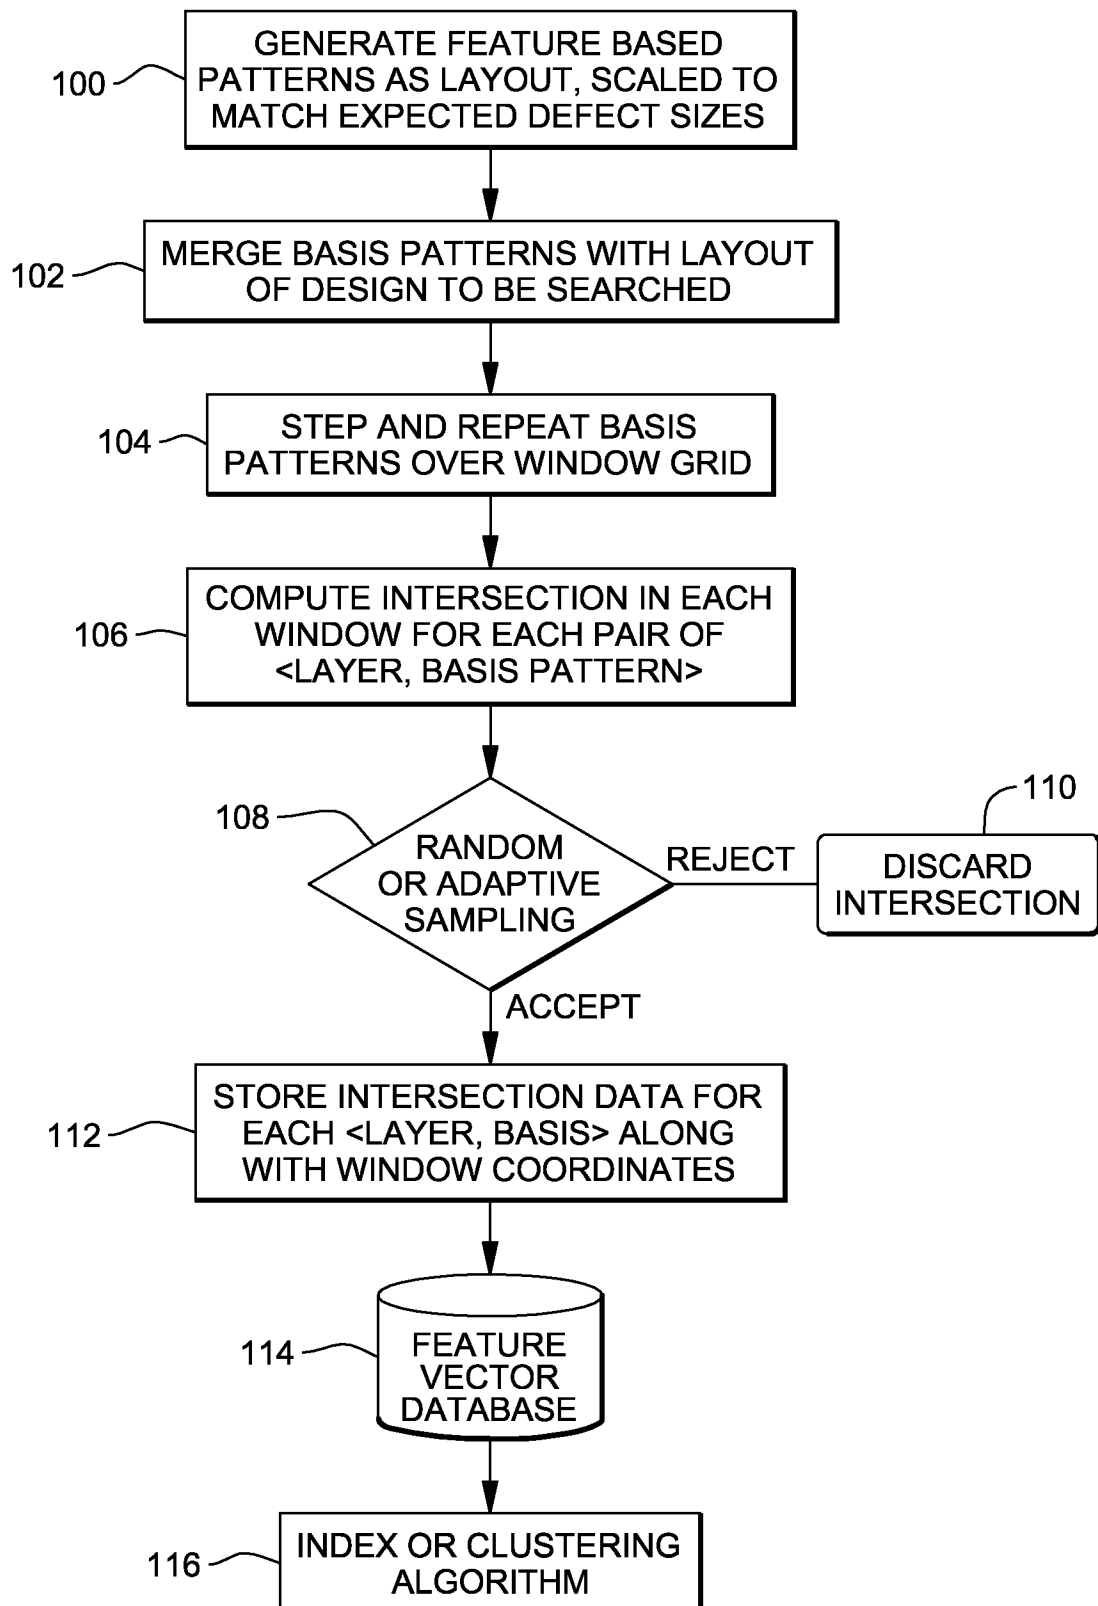 100
GENERATE FEATURE BASED
PATTERNS AS LAYOUT, SCALED TO
MATCH EXPECTED DEFECT SIZES
102
MERGE BASIS PATTERNS WITH LAYOUT
OF DESIGN TO BE SEARCHED
104
STEP AND REPEAT BASIS
PATTERNS OVER WINDOW GRID
106
COMPUTE INTERSECTION IN EACH
WINDOW FOR EACH PAIR OF
<LAYER, BASIS PATTERN>
108
RANDOM
OR ADAPTIVE
SAMPLING
REJECT
110
DISCARD
INTERSECTION
ACCEPT
112
STORE INTERSECTION DATA FOR
EACH <LAYER, BASIS> ALONG
WITH WINDOW COORDINATES
114
FEATURE
VECTOR
DATABASE
116
INDEX OR CLUSTERING
ALGORITHM